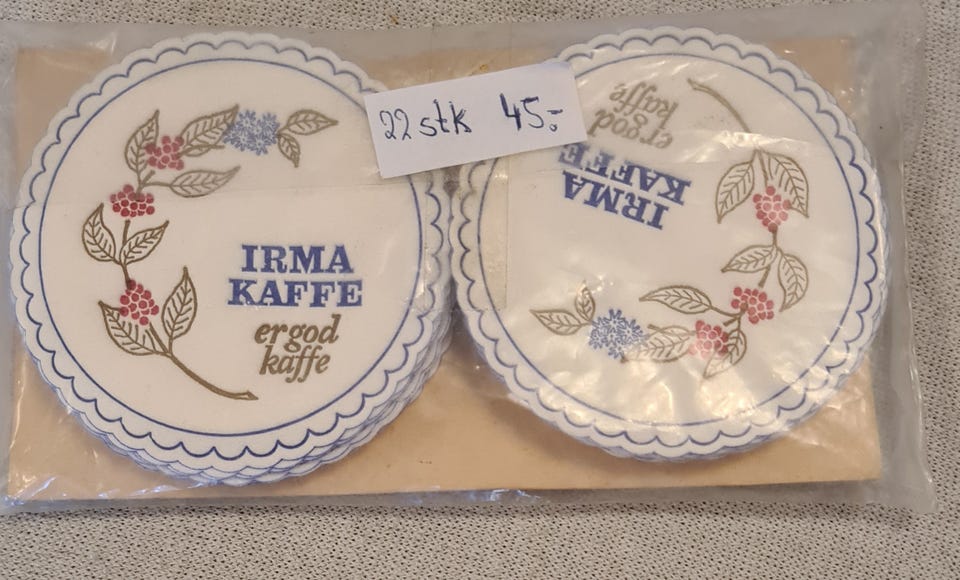 22 stk 45.-
IRMA
KAFFE
er god
kaffe
IRMA
KAFFE
er god
kaffe